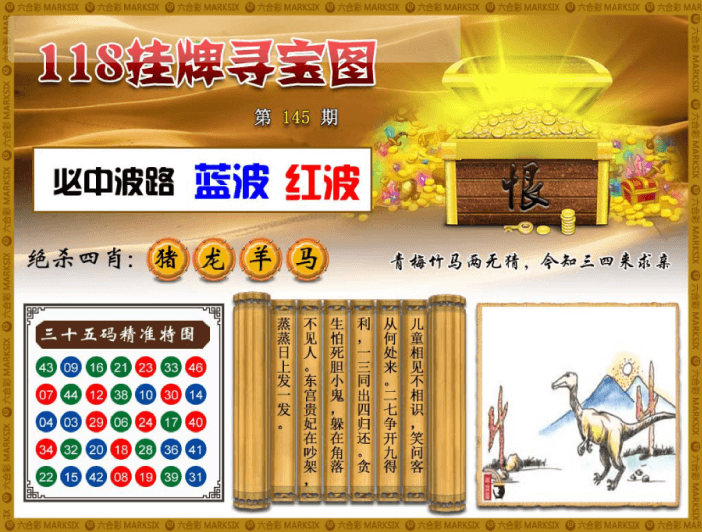 六合彩 MARKSIX
118挂牌寻宝图
第 145 期
必中波路 蓝波 红波
恨
绝杀四肖：猪 龙 羊 马
青梅竹马两无猜，今知三四来求亲
三十五码精准特图
43 09 16 21 23 33 46
07 44 12 38 10 30 14
04 03 29 06 24 17 40
34 32 20 18 28 36 41
22 15 42 08 19 39 31
儿童相见不相识，笑问客
从何处来。二七争开九得
利，一三同出四归还。贪
生怕死胆小鬼，躲在角落
不见人。东宫贵妃在吵架，
蒸蒸日上发一发。